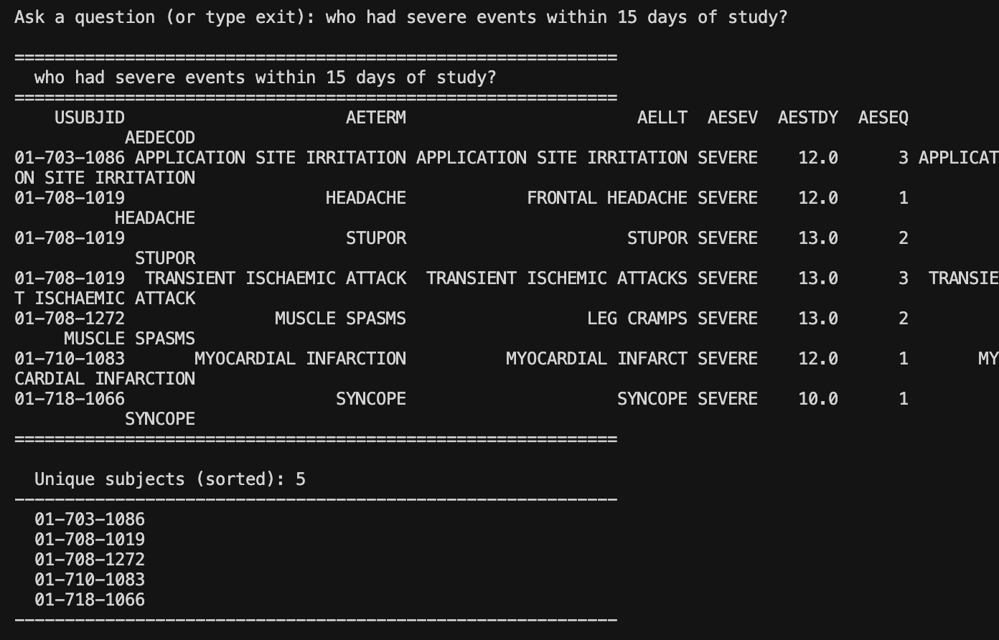 Ask a question (or type exit): who had severe events within 15 days of study?
============================================================
  who had severe events within 15 days of study?
============================================================
    USUBJID                      AETERM                       AELLT  AESEV  AESTDY  AESEQ
           AEDECOD
01-703-1086 APPLICATION SITE IRRITATION APPLICATION SITE IRRITATION SEVERE    12.0      3 APPLICAT
ON SITE IRRITATION
01-708-1019                    HEADACHE            FRONTAL HEADACHE SEVERE    12.0      1
          HEADACHE
01-708-1019                      STUPOR                      STUPOR SEVERE    13.0      2
            STUPOR
01-708-1019  TRANSIENT ISCHAEMIC ATTACK  TRANSIENT ISCHEMIC ATTACKS SEVERE    13.0      3  TRANSIE
T ISCHAEMIC ATTACK
01-708-1272               MUSCLE SPASMS                  LEG CRAMPS SEVERE    13.0      2
     MUSCLE SPASMS
01-710-1083       MYOCARDIAL INFARCTION          MYOCARDIAL INFARCT SEVERE    12.0      1       MY
CARDIAL INFARCTION
01-718-1066                     SYNCOPE                     SYNCOPE SEVERE    10.0      1
           SYNCOPE
============================================================
  Unique subjects (sorted): 5
------------------------------------------------------------
  01-703-1086
  01-708-1019
  01-708-1272
  01-710-1083
  01-718-1066
------------------------------------------------------------